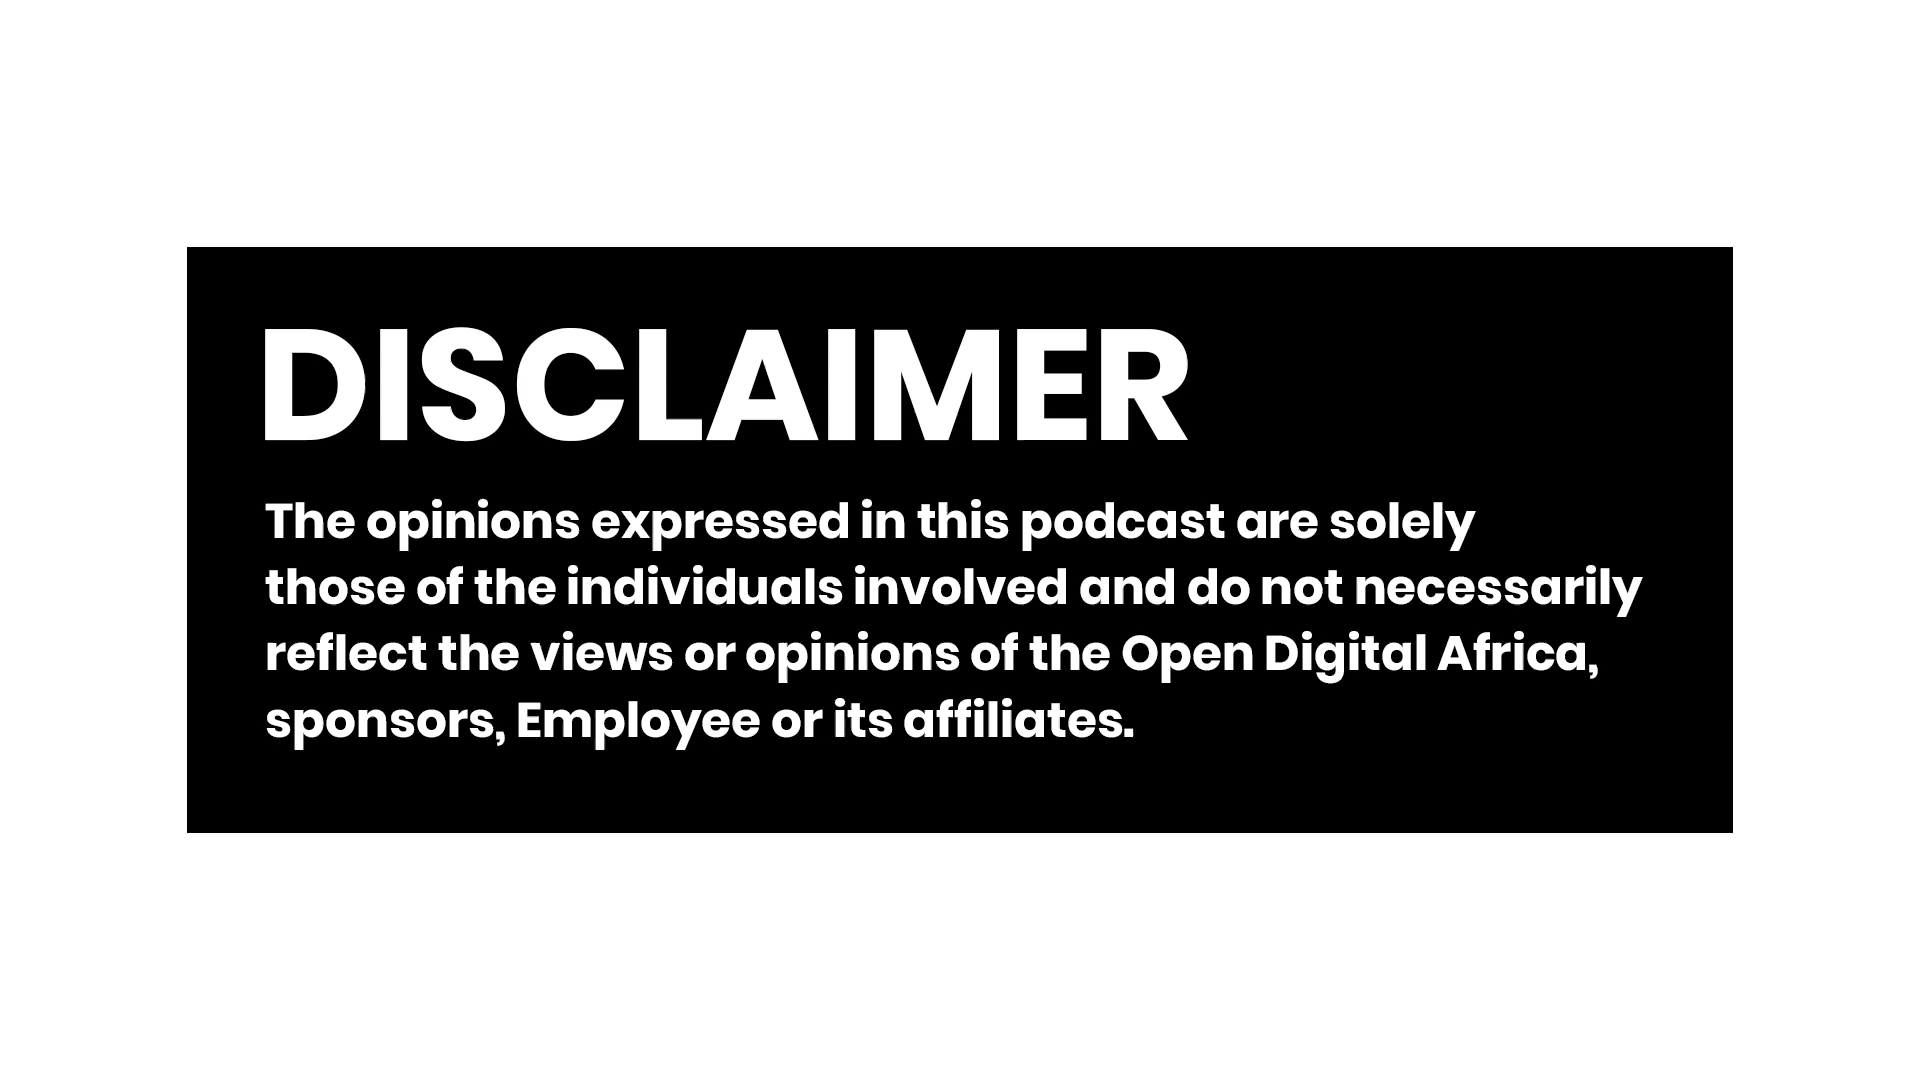 DISCLAIMER
The opinions expressed in this podcast are solely
those of the individuals involved and do not necessarily
reflect the views or opinions of the Open Digital Africa,
sponsors, Employee or its affiliates.